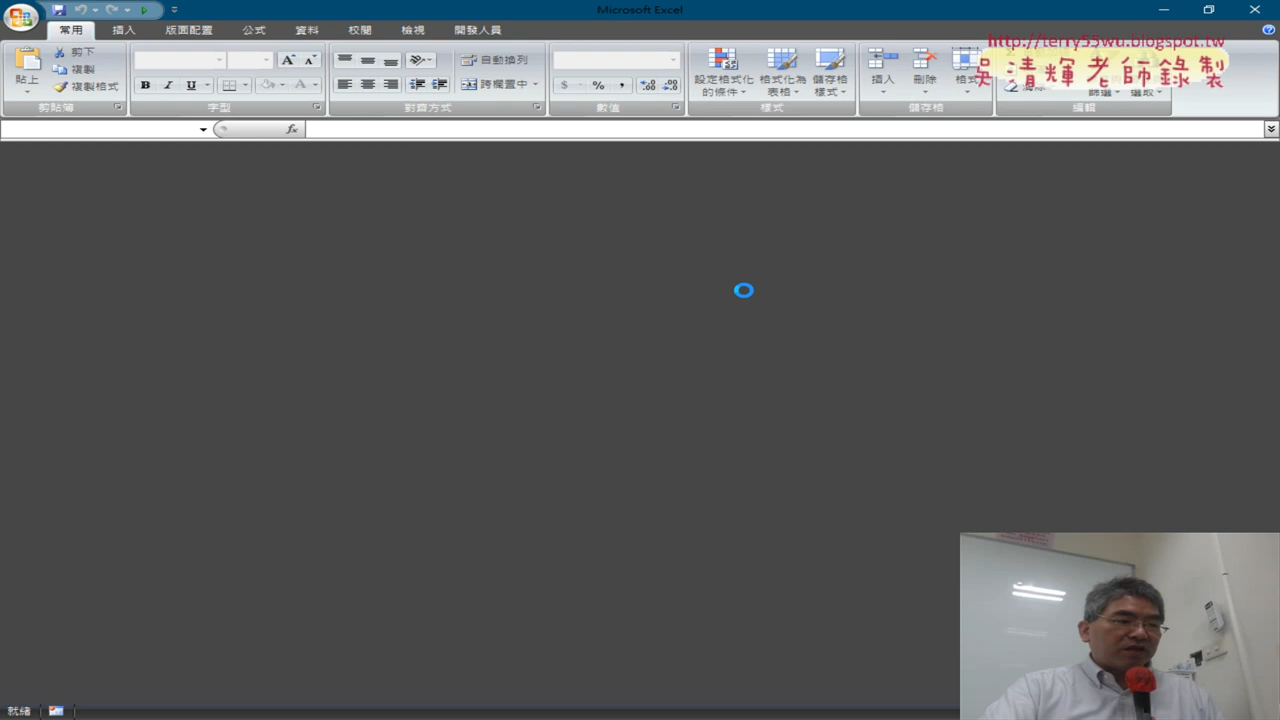 Microsoft Excel
常用 插入 版面配置 公式 資料 校閱 檢視 開發人員
http://terry55wu.blogspot.tw
吳清輝老師錄製
貼上
剪下
複製
複製格式
剪貼簿
B I U A
字型
自動換列
跨欄置中
對齊方式
$ % ,
數值
設定格式化
的條件
格式化為
表格
儲存格
樣式
樣式
插入 刪除 格式
儲存格
篩選 選取
編輯
fx
就緒